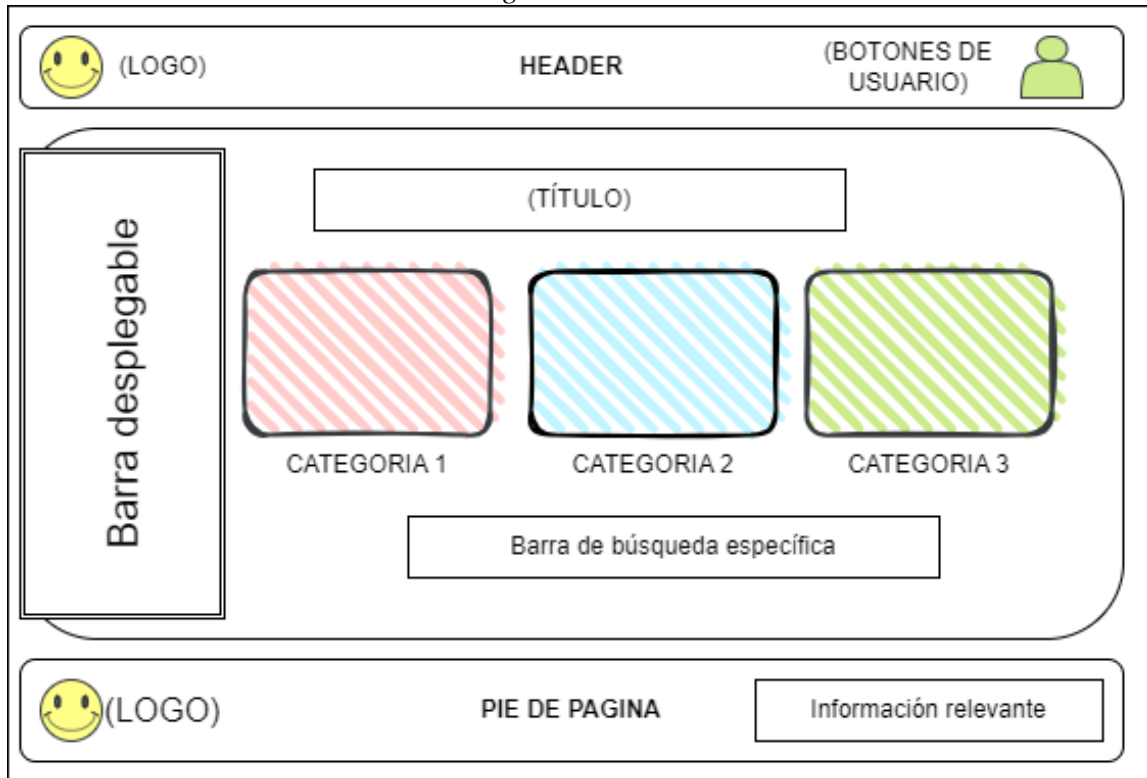 (LOGO)
HEADER
(BOTONES DE
USUARIO)
Barra desplegable
(TÍTULO)
CATEGORIA 1
CATEGORIA 2
CATEGORIA 3
Barra de búsqueda específica
(LOGO)
PIE DE PAGINA
Información relevante